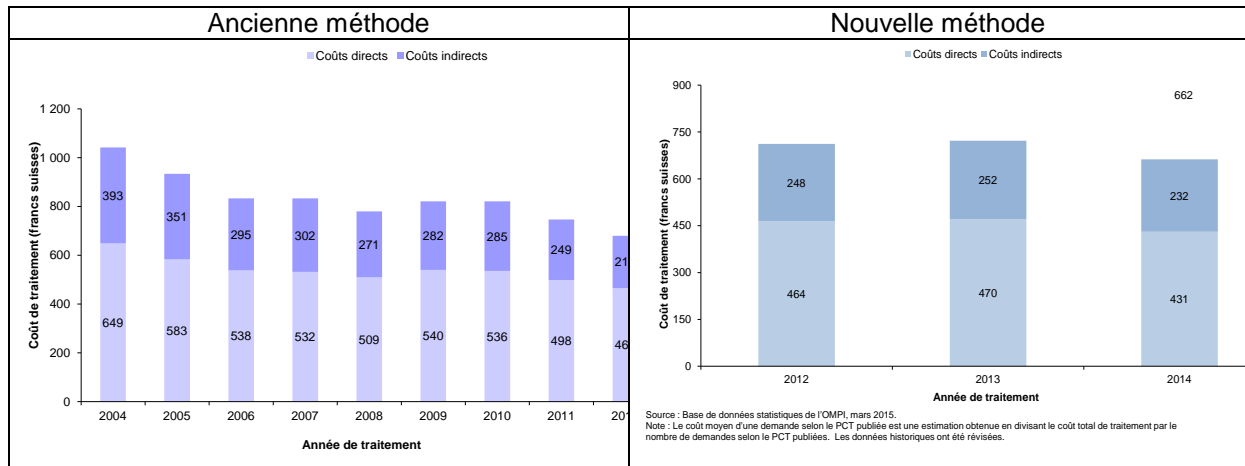 Ancienne méthode
Coûts directs Coûts indirects
Coût de traitement (francs suisses)
1 200
1 000
800
600
400
200
0
393 351 295 302 271 282 285 249
649 583 538 532 509 540 536 498
2004 2005 2006 2007 2008 2009 2010 2011
Année de traitement
Nouvelle méthode
Coûts directs Coûts indirects
Coût de traitement (francs suisses)
900
750
600
450
300
150
0
662
248 252 232
464 470 431
2012 2013 2014
Année de traitement
Source : Base de données statistiques de l'OMPI, mars 2015.
Note : Le coût moyen d'une demande selon le PCT publiée est une estimation obtenue en divisant le coût total de traitement par le
nombre de demandes selon le PCT publiées. Les données historiques ont été révisées.